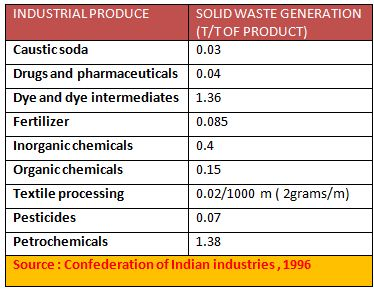 INDUSTRIAL PRODUCE SOLID WASTE GENERATION
(T/T OF PRODUCT)
Caustic soda 0.03
Drugs and pharmaceuticals 0.04
Dye and dye intermediates 1.36
Fertilizer 0.085
Inorganic chemicals 0.4
Organic chemicals 0.15
Textile processing 0.02/1000 m ( 2grams/m)
Pesticides 0.07
Petrochemicals 1.38
Source : Confederation of Indian industries , 1996